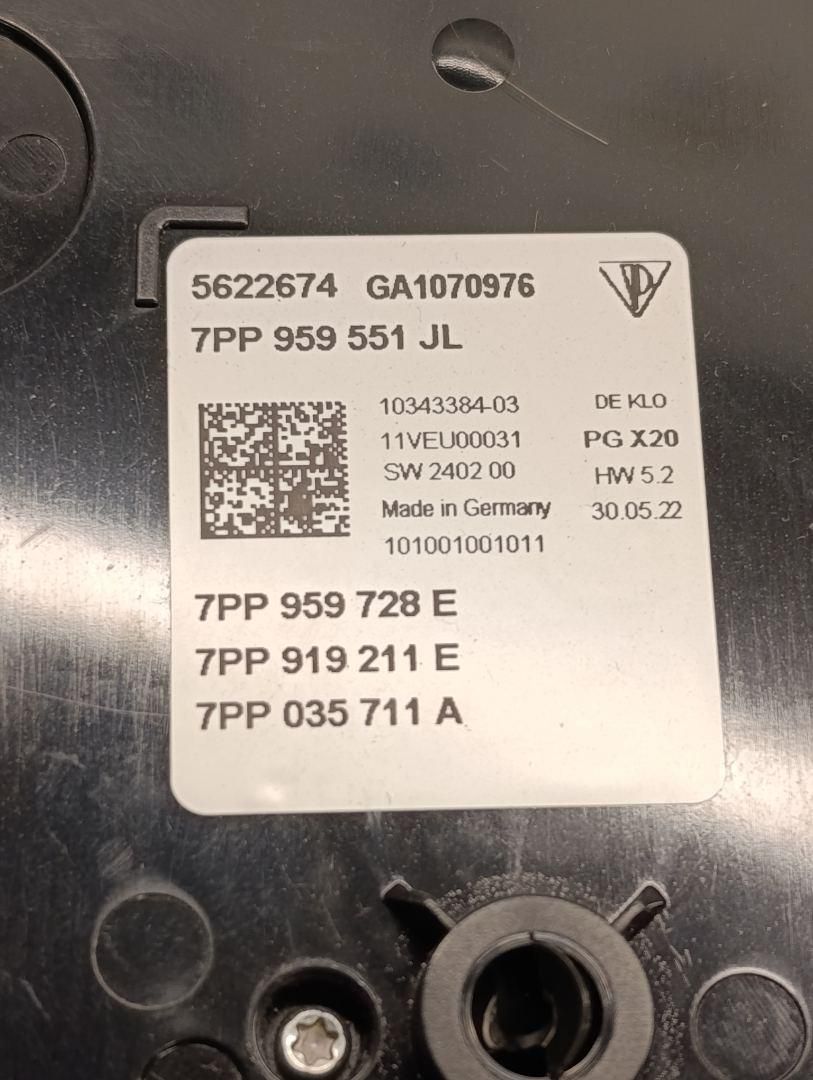 5622674 GA1070976
7PP 959 551 JL
10343384-03 DE KLO
11VEU00031 PG X20
SW 2402 00 HW 5.2
Made in Germany 30.05.22
101001001011
7PP 959 728 E
7PP 919 211 E
7PP 035 711 A